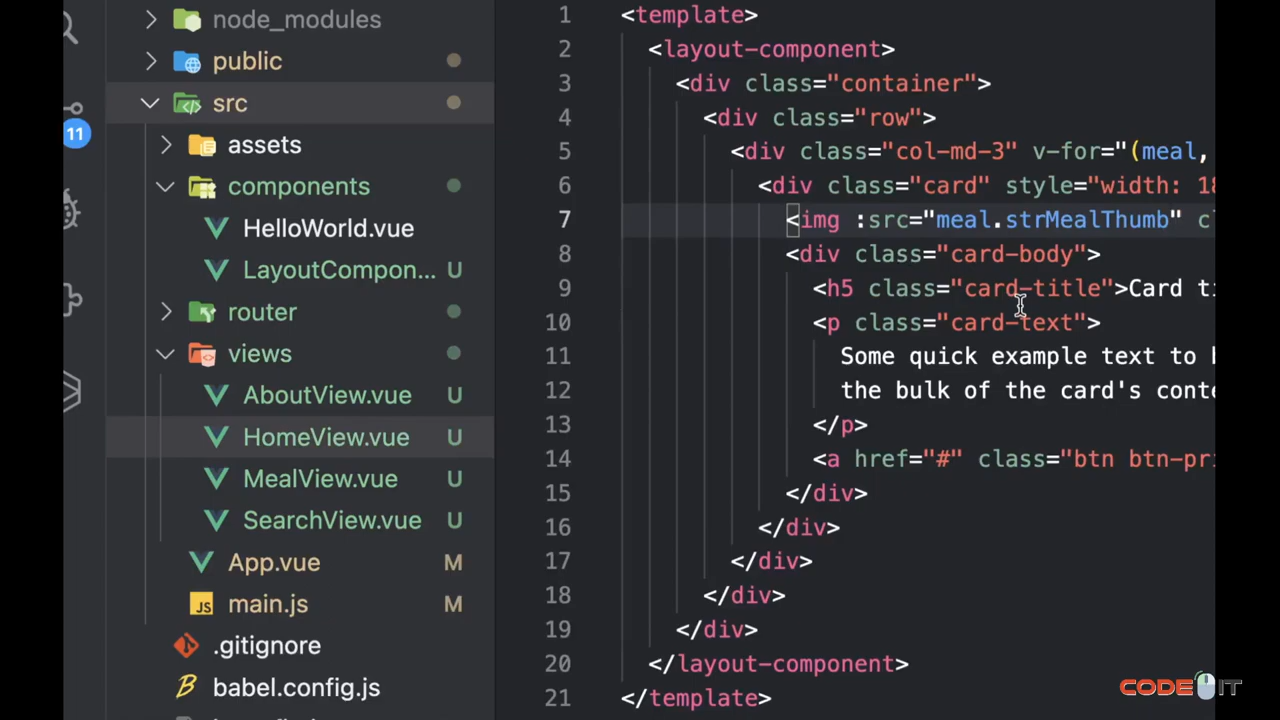 node_modules
public
src
11
assets
components
HelloWorld.vue
LayoutCompon... U
router
views
AboutView.vue U
HomeView.vue U
MealView.vue U
SearchView.vue U
App.vue M
JS main.js M
.gitignore
babel.config.js
1 <template>
2 <layout-component>
3 <div class="container">
4 <div class="row">
5 <div class="col-md-3" v-for="(meal,
6 <div class="card" style="width: 18
7 <img :src="meal.strMealThumb" c
8 <div class="card-body">
9 <h5 class="card-title">Card t
10 <p class="card-text">
11 Some quick example text to b
12 the bulk of the card's conte
13 </p>
14 <a href="#" class="btn btn-pri
15 </div>
16 </div>
17 </div>
18 </div>
19 </div>
20 </layout-component>
21 </template>
CODE IT